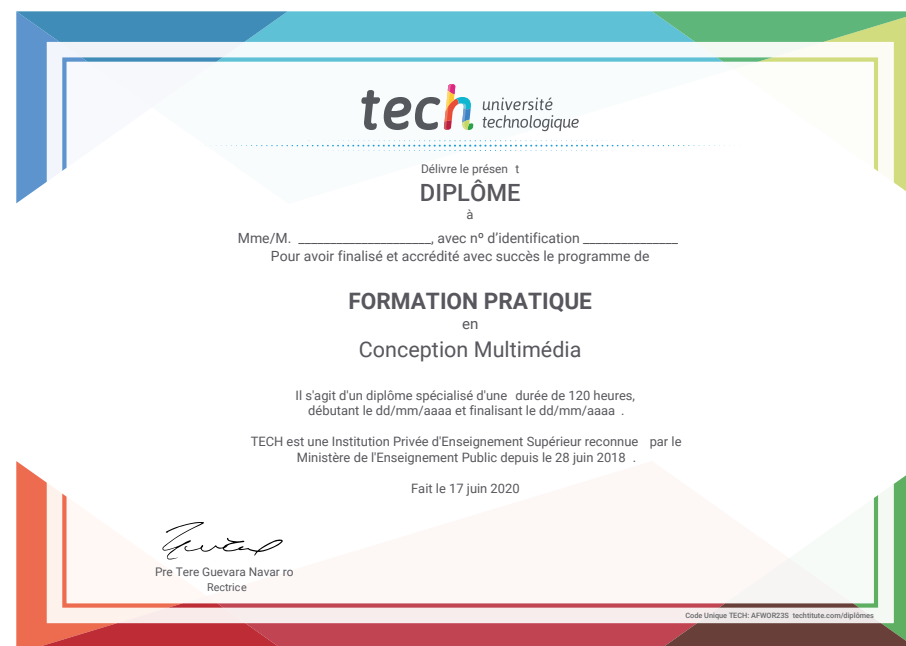 tech université
technologique
Délivre le présen t
DIPLÔME
à
Mme/M. ____________________, avec nº d'identification ______________
Pour avoir finalisé et accrédité avec succès le programme de
FORMATION PRATIQUE
en
Conception Multimédia
Il s'agit d'un diplôme spécialisé d'une durée de 120 heures,
débutant le dd/mm/aaaa et finalisant le dd/mm/aaaa .
TECH est une Institution Privée d'Enseignement Supérieur reconnue par le
Ministère de l'Enseignement Public depuis le 28 juin 2018 .
Fait le 17 juin 2020
Pre Tere Guevara Navar ro
Rectrice
Code Unique TECH: AFWOR23S techtitute.com/diplômes